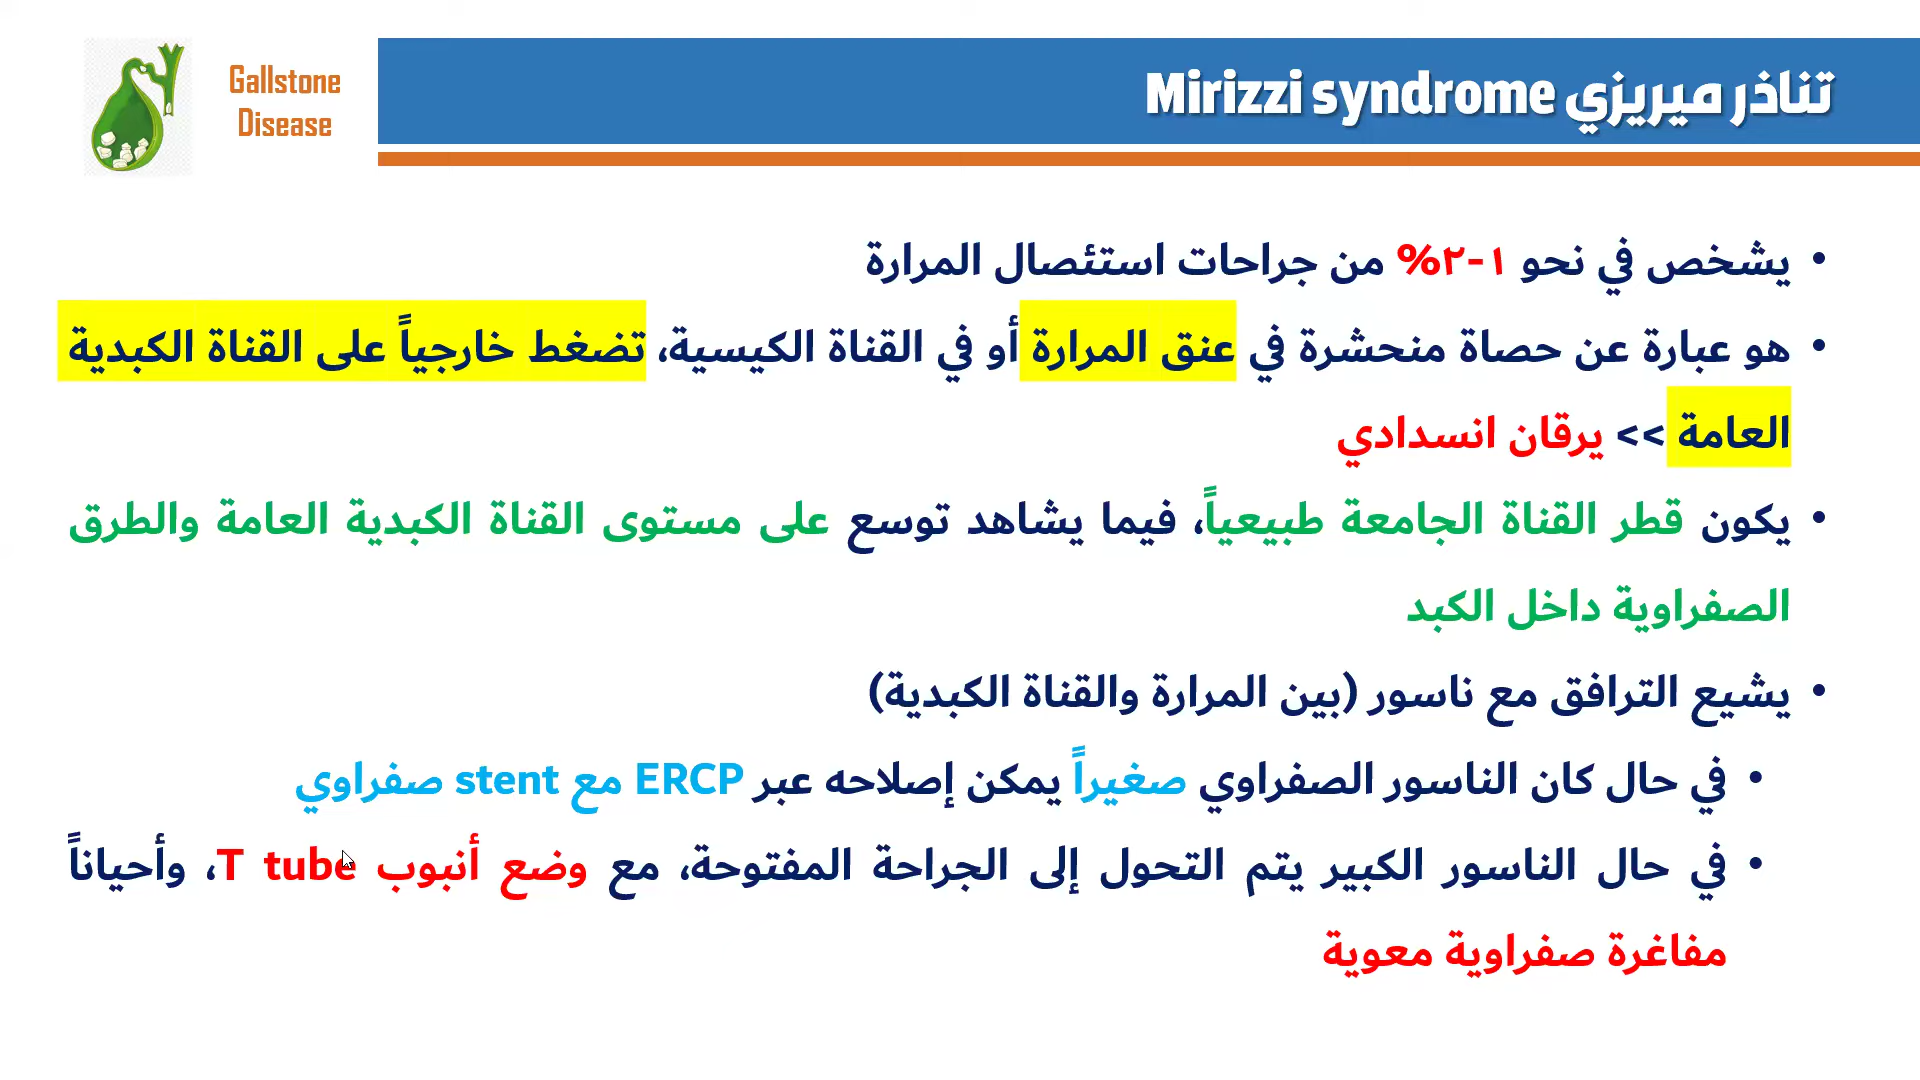 Gallstone
Disease
تناذر ميريزي Mirizzi syndrome
• يشخص في نحو ١-٢% من جراحات استئصال المرارة
• هو عبارة عن حصاة منحشرة في عنق المرارة أو في القناة الكيسية، تضغط خارجياً على القناة الكبدية
العامة >> يرقان انسدادي
• يكون قطر القناة الجامعة طبيعياً، فيما يشاهد توسع على مستوى القناة الكبدية العامة والطرق
الصفراوية داخل الكبد
• يشيع الترافق مع ناسور (بين المرارة والقناة الكبدية)
• في حال كان الناسور الصفراوي صغيراً يمكن إصلاحه عبر ERCP مع stent صفراوي
• في حال الناسور الكبير يتم التحول إلى الجراحة المفتوحة، مع وضع أنبوب T tube، وأحياناً
مفاغرة صفراوية معوية